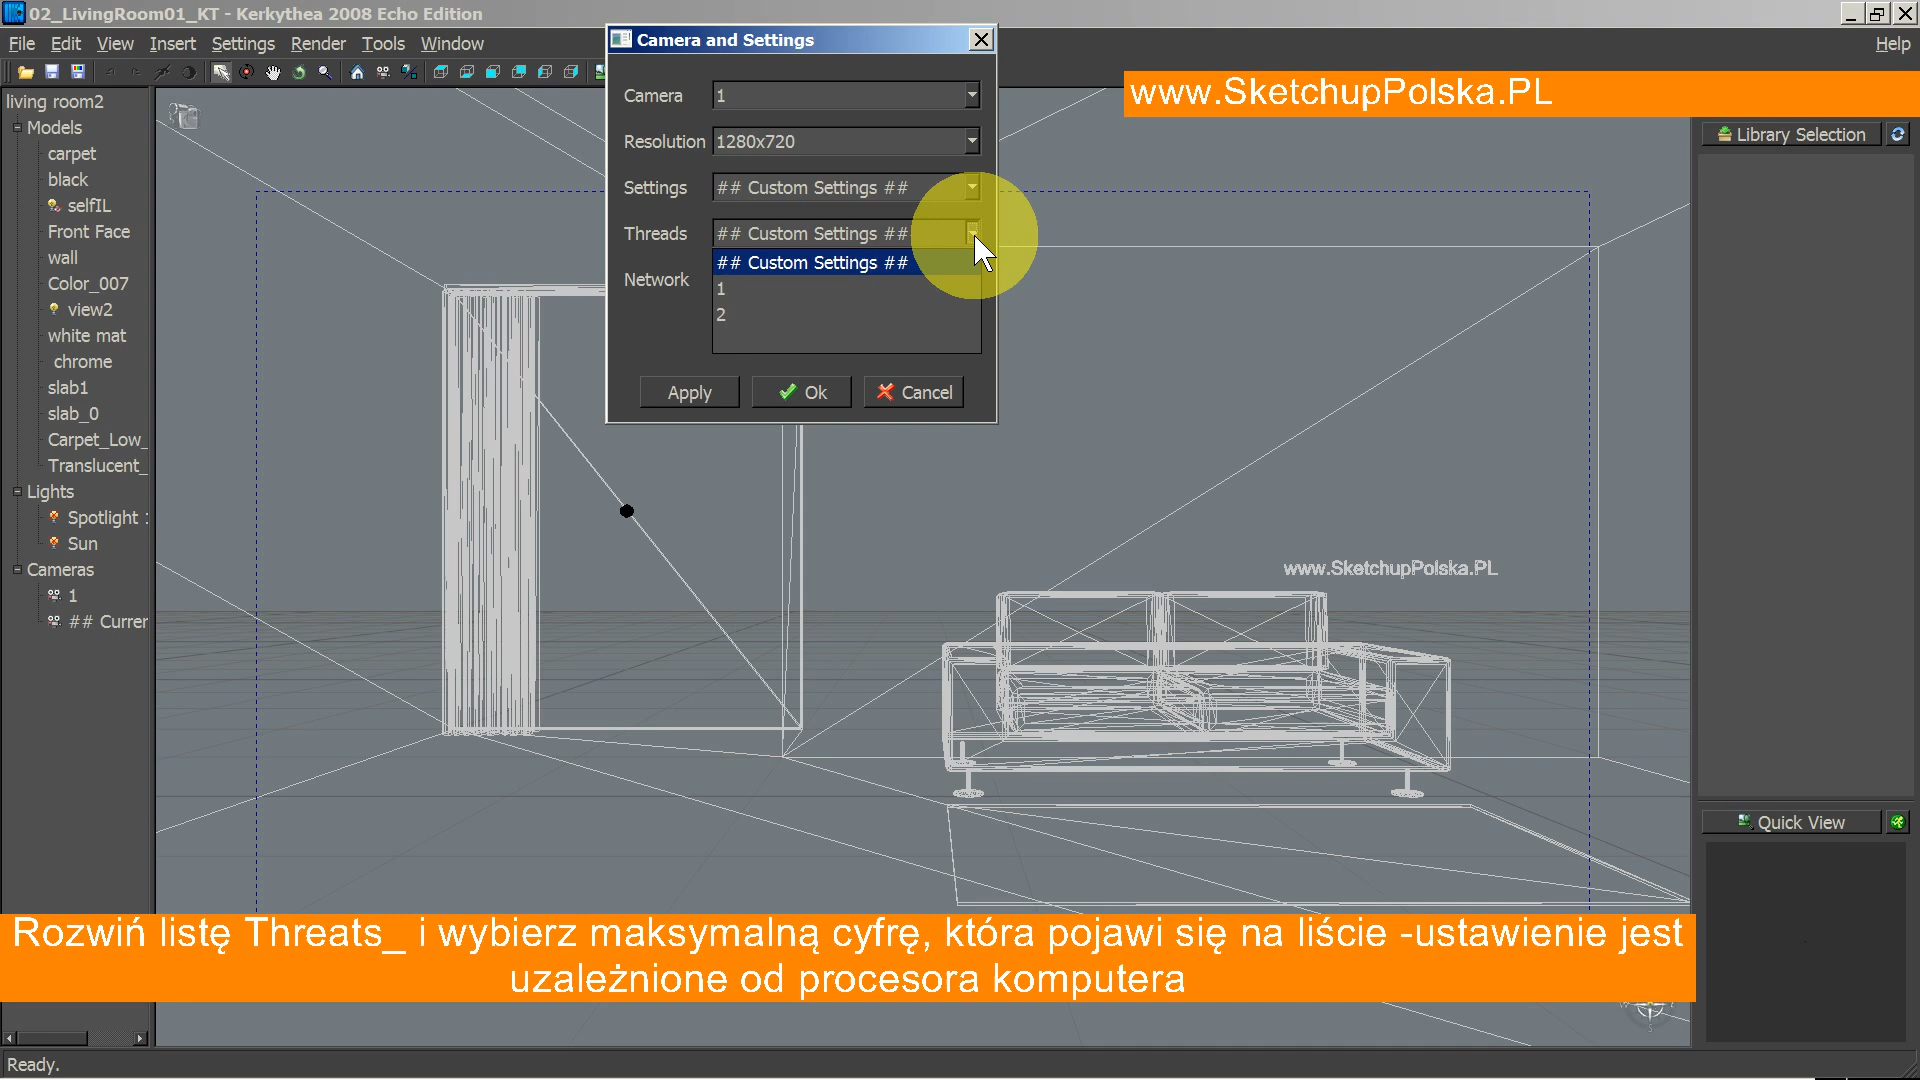 02_LivingRoom01_KT - Kerkythea 2008 Echo Edition
File Edit View Insert Settings Render Tools Window Help
Camera and Settings
Camera 1
Resolution 1280x720
Settings ## Custom Settings ##
Threads ## Custom Settings ##
## Custom Settings ##
1
2
Network
Apply Ok Cancel
www.SketchupPolska.PL
Library Selection
living room2
Models
carpet
black
selfIL
Front Face
wall
Color_007
view2
white mat
chrome
slab1
slab_0
Carpet_Low_
Translucent_
Lights
Spotlight
Sun
Cameras
1
## Curren
www.SketchupPolska.PL
Quick View
Rozwiń listę Threats_ i wybierz maksymalną cyfrę, która pojawi się na liście -ustawienie jest
uzależnione od procesora komputera
Ready.